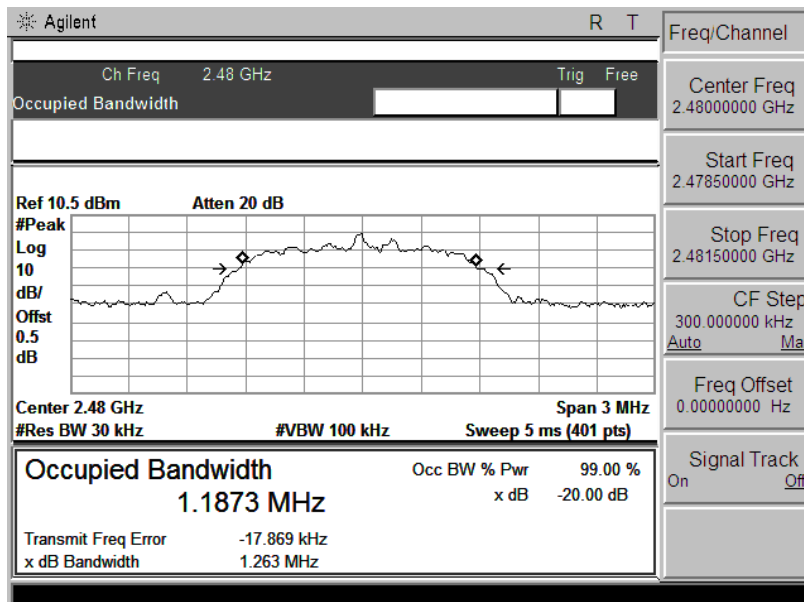 Agilent
R T
Freq/Channel
Ch Freq 2.48 GHz Trig Free
Occupied Bandwidth
Center Freq
2.48000000 GHz
Start Freq
2.47850000 GHz
Stop Freq
2.48150000 GHz
CF Step
300.000000 kHz
Auto Ma
Freq Offset
0.00000000 Hz
Signal Track
On Off
Ref 10.5 dBm Atten 20 dB
#Peak
Log
10
dB/
Offst
0.5
dB
Center 2.48 GHz Span 3 MHz
#Res BW 30 kHz #VBW 100 kHz Sweep 5 ms (401 pts)
Occupied Bandwidth
1.1873 MHz
Occ BW % Pwr 99.00 %
x dB -20.00 dB
Transmit Freq Error -17.869 kHz
x dB Bandwidth 1.263 MHz